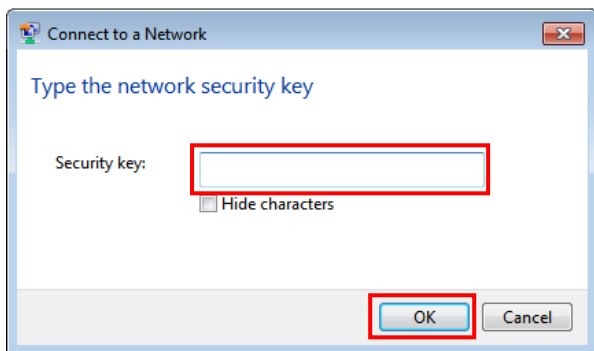 Connect to a Network
Type the network security key
Security key:
Hide characters
OK Cancel